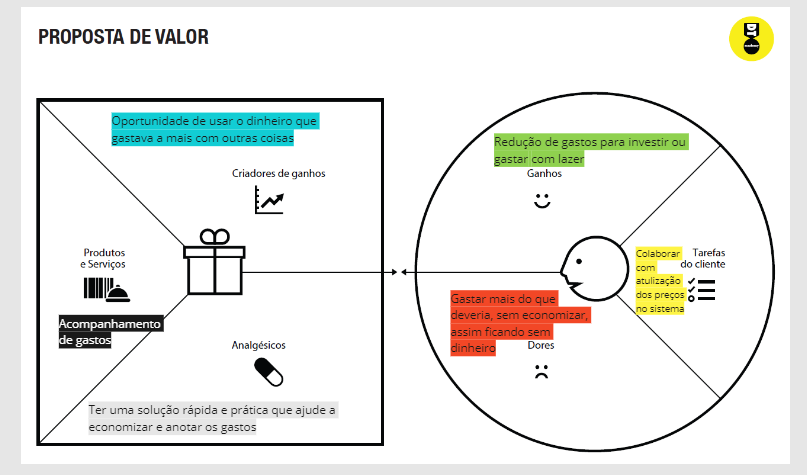 PROPOSTA DE VALOR
Oportunidade de usar o dinheiro que
gastava a mais com outras coisas
Criadores de ganhos
Produtos
e Serviços
Acompanhamento
de gastos
Analgésicos
Ter uma solução rápida e prática que ajude a
economizar e anotar os gastos
Redução de gastos para investir ou
gastar com lazer
Ganhos
Colaborar
com
atulização
dos preços
no sistema
Tarefas
do cliente
Gastar mais do que
deveria, sem economizar,
assim ficando sem
dinheiro
Dores